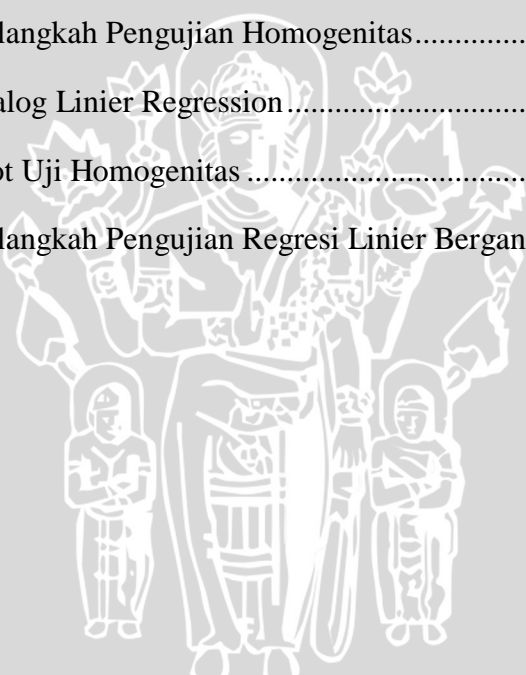 langkah Pengujian Homogenitas..............
alog Linier Regression..............................
ot Uji Homogenitas ...................................
langkah Pengujian Regresi Linier Bergan